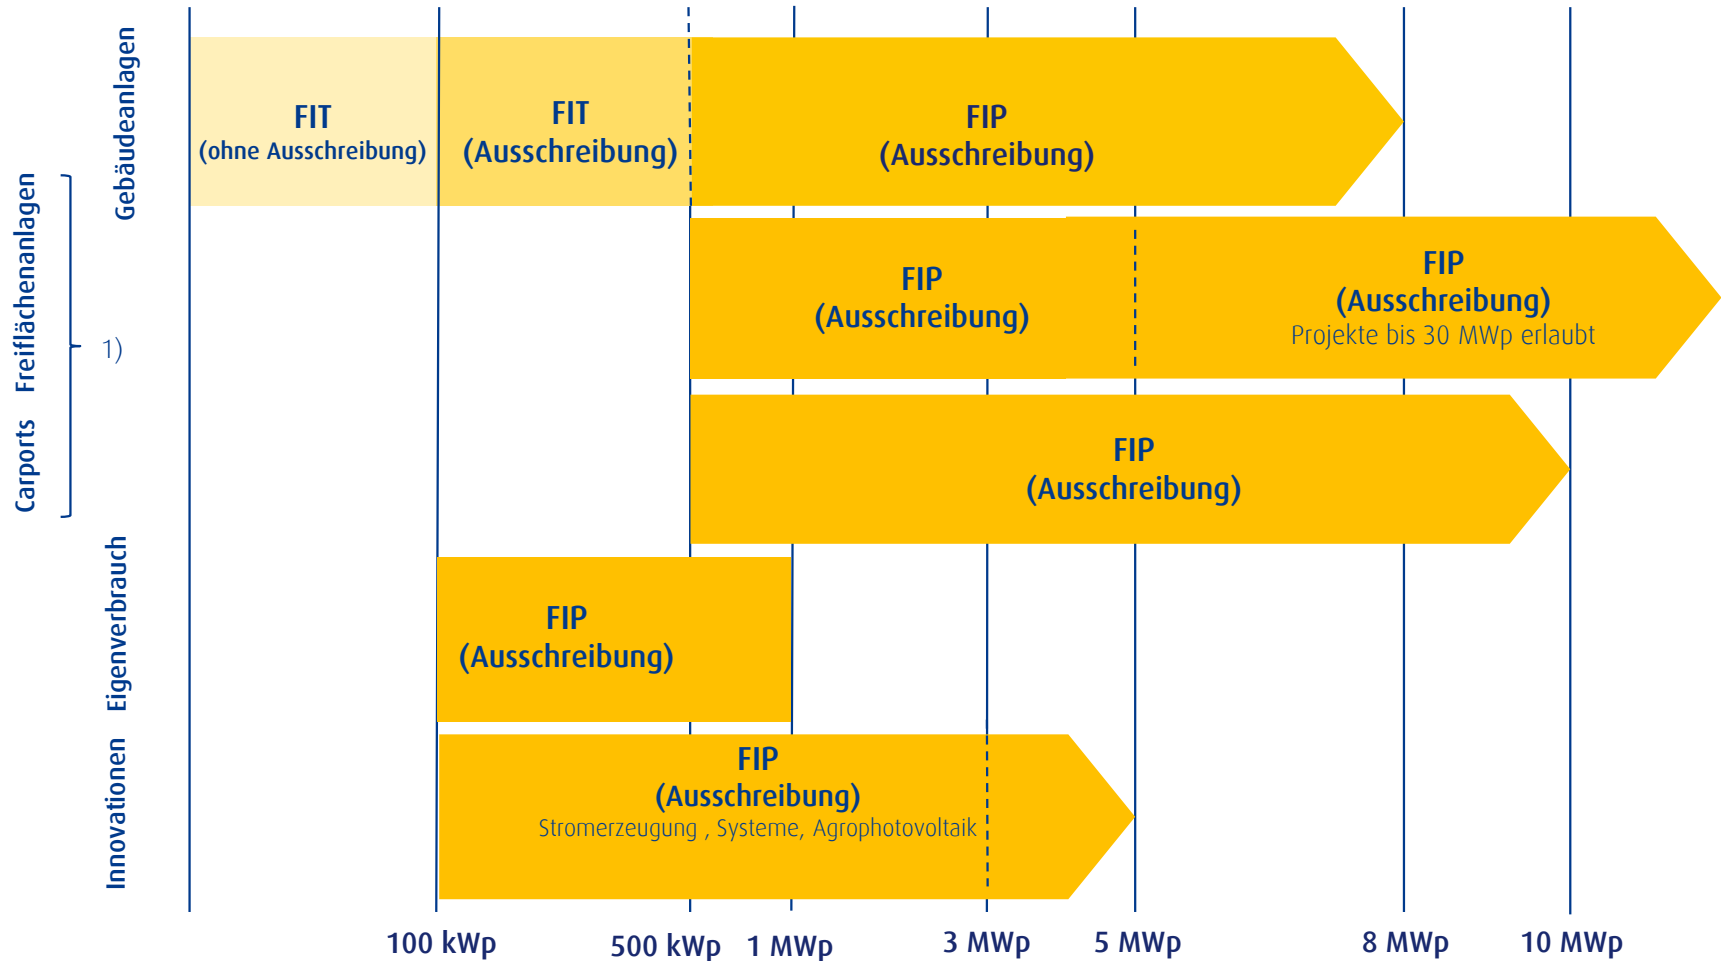 Gebäudeanlagen
FIT
(ohne Ausschreibung)
FIT
(Ausschreibung)
FIP
(Ausschreibung)
Freiflächenanlagen
1)
FIP
(Ausschreibung)
FIP
(Ausschreibung)
Projekte bis 30 MWp erlaubt
Carports
FIP
(Ausschreibung)
Eigenverbrauch
FIP
(Ausschreibung)
Innovationen
FIP
(Ausschreibung)
Stromerzeugung , Systeme, Agrophotovoltaik
100 kWp
500 kWp
1 MWp
3 MWp
5 MWp
8 MWp
10 MWp